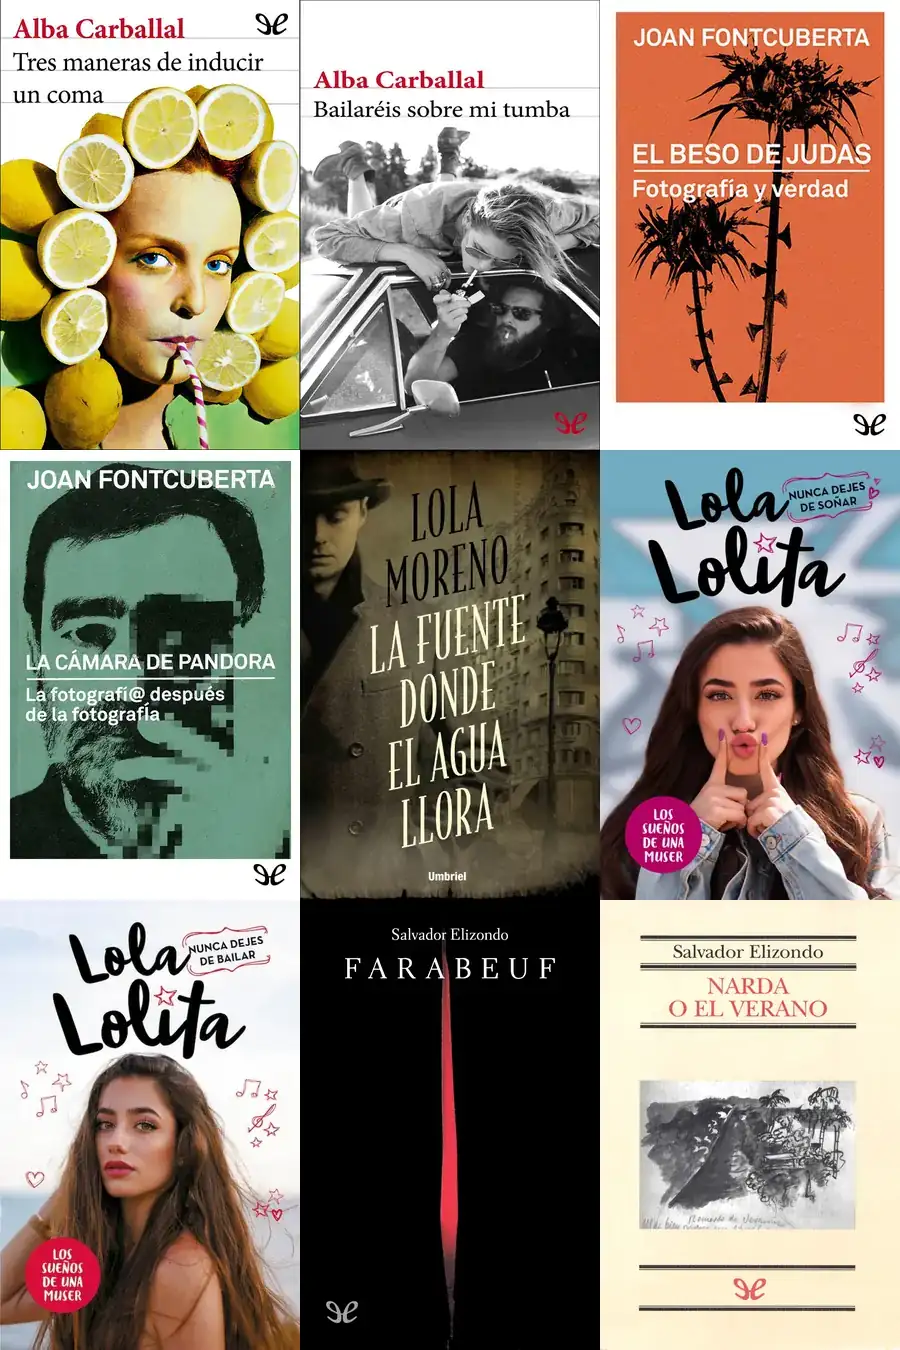 Alba Carballal
Tres maneras de inducir
un coma
Alba Carballal
Bailaréis sobre mi tumba
JOAN FONTCUBERTA
EL BESO DE JUDAS
Fotografía y verdad
JOAN FONTCUBERTA
LA CÁMARA DE PANDORA
La fotografí@ después
de la fotografía
LOLA
MORENO
LA FUENTE
DONDE
EL AGUA
LLORA
Umbriel
Lola
Lolita
NUNCA DEJES
DE SOÑAR
LOS
SUEÑOS
DE UNA
MUSER
Lola
Lolita
NUNCA DEJES
DE BAILAR
LOS
SUEÑOS
DE UNA
MUSER
Salvador Elizondo
FARABEUF
Salvador Elizondo
NARDA
O EL VERANO